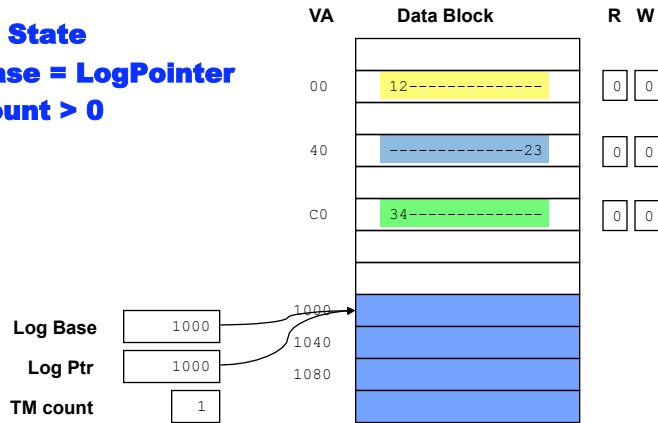 VA Data Block R W
State
ase = LogPointer
ount > 0
00 12-------------- 0 0
40 --------------23 0 0
C0 34-------------- 0 0
1000
Log Base 1000
1040
Log Ptr 1000
1080
TM count 1